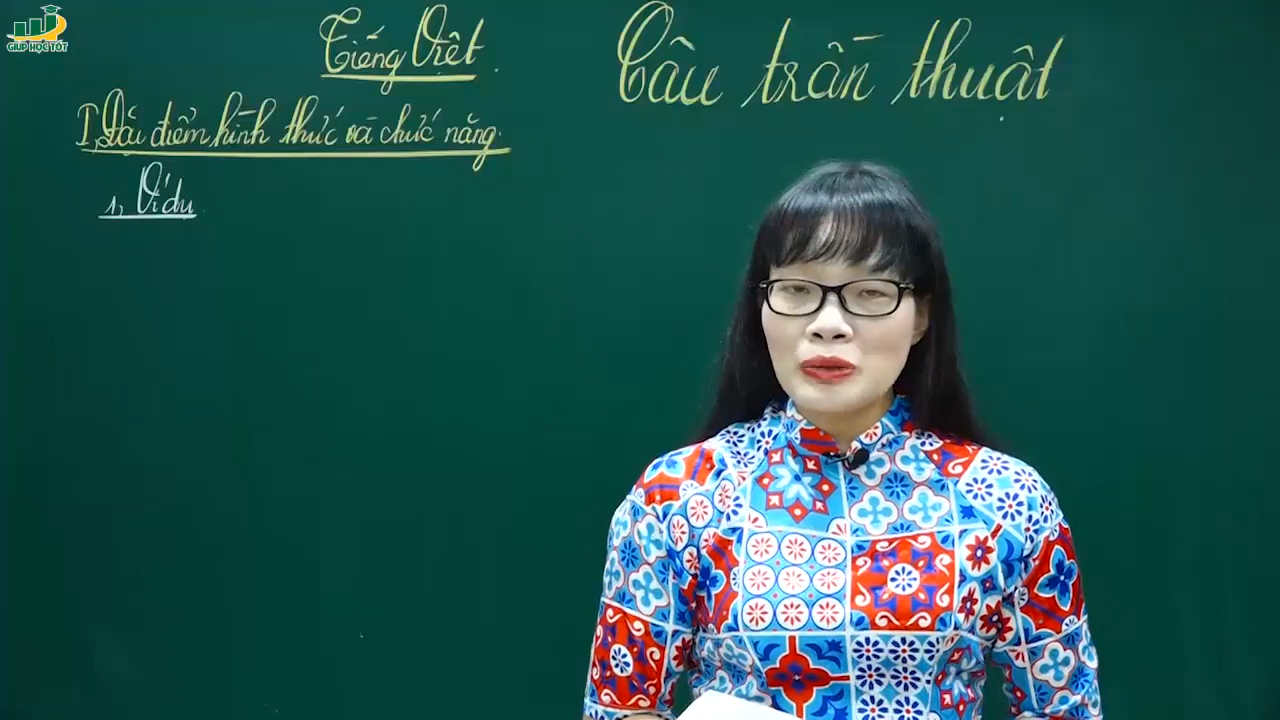 GIÚP HỌC TỐT
Tiếng Việt.
Câu trần thuật
I, Đặc điểm hình thức và chức năng.
1, Ví dụ